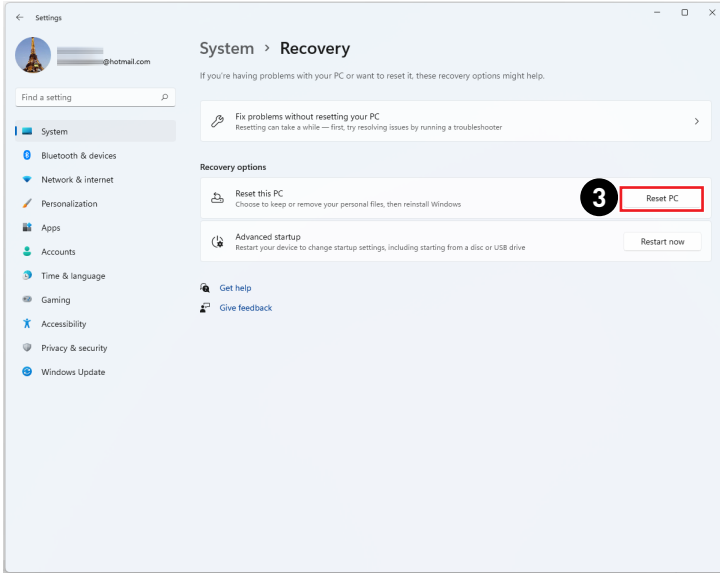 Settings
@hotmail.com
Find a setting
System
Bluetooth & devices
Network & internet
Personalization
Apps
Accounts
Time & language
Gaming
Accessibility
Privacy & security
Windows Update
System > Recovery
If you're having problems with your PC or want to reset it, these recovery options might help.
Fix problems without resetting your PC
Resetting can take a while — first, try resolving issues by running a troubleshooter
Recovery options
Reset this PC
Choose to keep or remove your personal files, then reinstall Windows
3
Reset PC
Advanced startup
Restart your device to change startup settings, including starting from a disc or USB drive
Restart now
Get help
Give feedback